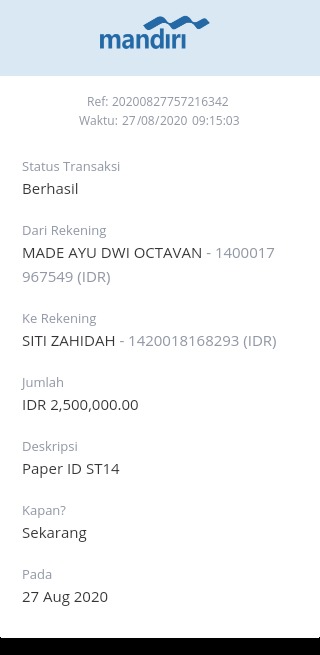 mandiri
Ref: 20200827757216342
Waktu: 27/08/2020 09:15:03
Status Transaksi
Berhasil
Dari Rekening
MADE AYU DWI OCTAVAN - 1400017
967549 (IDR)
Ke Rekening
SITI ZAHIDAH - 1420018168293 (IDR)
Jumlah
IDR 2,500,000.00
Deskripsi
Paper ID ST14
Kapan?
Sekarang
Pada
27 Aug 2020